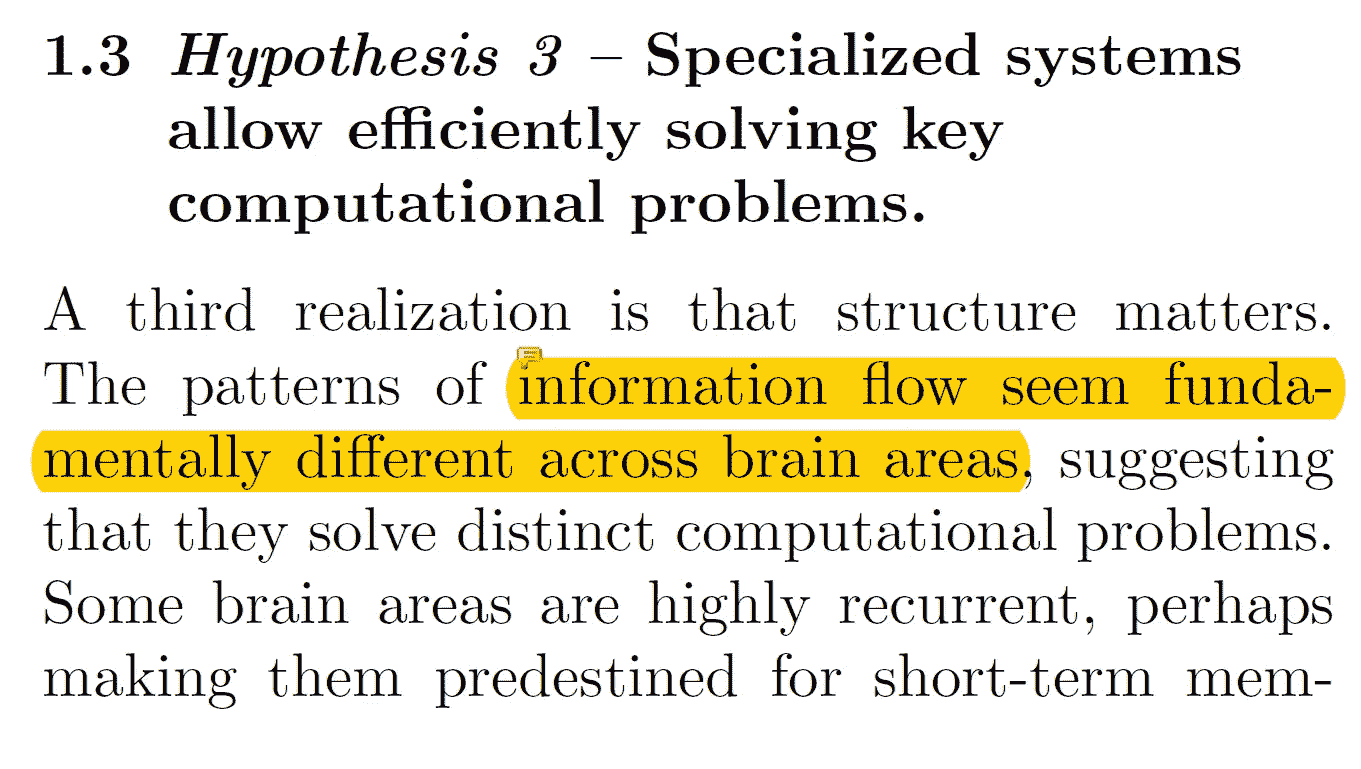 1.3 Hypothesis 3 – Specialized systems
allow efficiently solving key
computational problems.
A third realization is that structure matters.
The patterns of information flow seem funda-
mentally different across brain areas, suggesting
that they solve distinct computational problems.
Some brain areas are highly recurrent, perhaps
making them predestined for short-term mem-